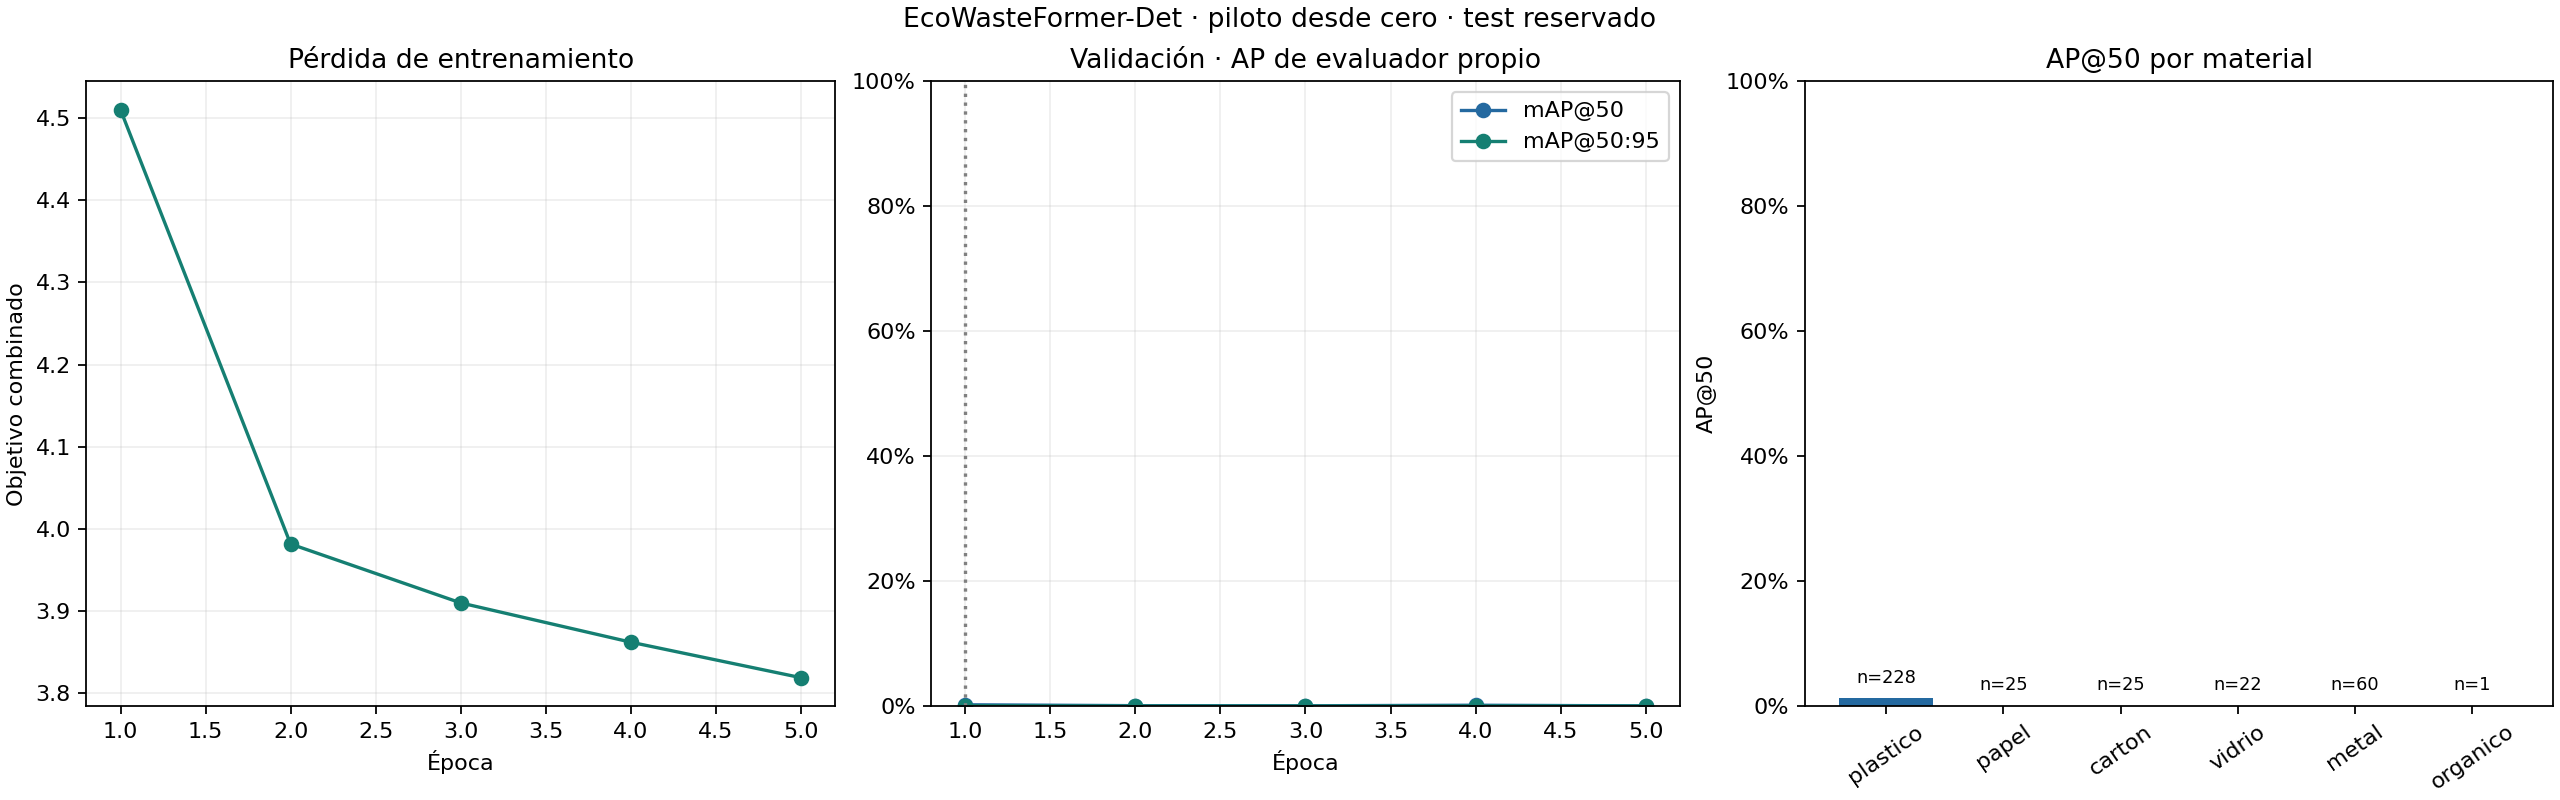 EcoWasteFormer-Det · piloto desde cero · test reservado
Pérdida de entrenamiento
Objetivo combinado
4.5
4.4
4.3
4.2
4.1
4.0
3.9
3.8
1.0 1.5 2.0 2.5 3.0 3.5 4.0 4.5 5.0
Época
Validación · AP de evaluador propio
100%
80%
60%
40%
20%
0%
mAP@50
mAP@50:95
1.0 1.5 2.0 2.5 3.0 3.5 4.0 4.5 5.0
Época
AP@50 por material
AP@50
100%
80%
60%
40%
20%
0%
n=228 n=25 n=25 n=22 n=60 n=1
plastico papel carton vidrio metal organico